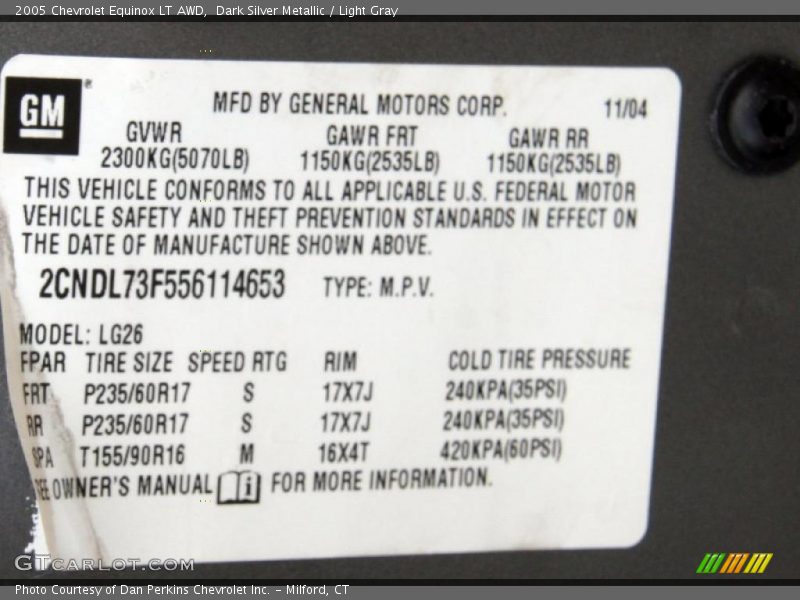 2005 Chevrolet Equinox LT AWD, Dark Silver Metallic / Light Gray
GM
®
MFD BY GENERAL MOTORS CORP. 11/04
GVWR GAWR FRT GAWR RR
2300KG(5070LB) 1150KG(2535LB) 1150KG(2535LB)
THIS VEHICLE CONFORMS TO ALL APPLICABLE U.S. FEDERAL MOTOR
VEHICLE SAFETY AND THEFT PREVENTION STANDARDS IN EFFECT ON
THE DATE OF MANUFACTURE SHOWN ABOVE.
2CNDL73F556114653 TYPE: M.P.V.
MODEL: LG26
FPAR TIRE SIZE SPEED RTG RIM COLD TIRE PRESSURE
FRT P235/60R17 S 17X7J 240KPA(35PSI)
RR P235/60R17 S 17X7J 240KPA(35PSI)
SPA T155/90R16 M 16X4T 420KPA(60PSI)
SEE OWNER'S MANUAL i FOR MORE INFORMATION.
GTCARLOT.COM
Photo Courtesy of Dan Perkins Chevrolet Inc. - Milford, CT